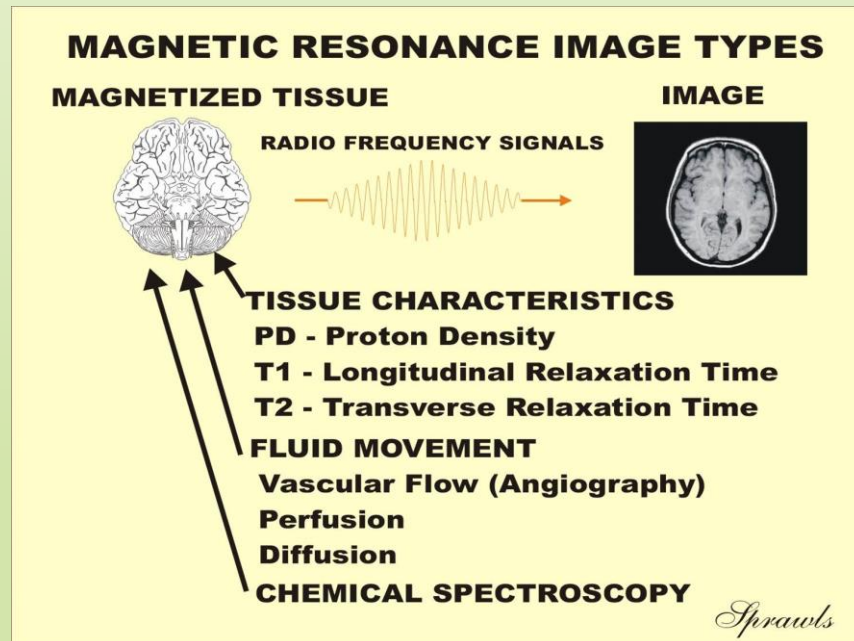 MAGNETIC RESONANCE IMAGE TYPES
MAGNETIZED TISSUE
IMAGE
RADIO FREQUENCY SIGNALS
TISSUE CHARACTERISTICS
PD - Proton Density
T1 - Longitudinal Relaxation Time
T2 - Transverse Relaxation Time
FLUID MOVEMENT
Vascular Flow (Angiography)
Perfusion
Diffusion
CHEMICAL SPECTROSCOPY
Sprawls